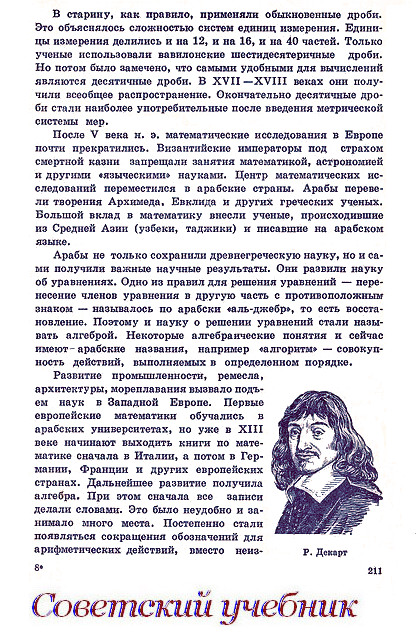 В старину, как правило, применяли обыкновенные дроби.
Это объяснялось сложностью систем единиц измерения. Едини-
цы измерения делились и на 12, и на 16, и на 40 частей. Только
ученые использовали вавилонские шестидесятеричные дроби.
Но потом было замечено, что самыми удобными для вычислений
являются десятичные дроби. В XVII—XVIII веках они полу-
чили всеобщее распространение. Окончательно десятичные дро-
би стали наиболее употребительные после введения метрической
системы мер.
После V века н. э. математические исследования в Европе
почти прекратились. Византийские императоры под страхом
смертной казни запрещали занятия математикой, астрономией
и другими «языческими» науками. Центр математических ис-
следований переместился в арабские страны. Арабы переве-
ли творения Архимеда, Евклида и других греческих ученых.
Большой вклад в математику внесли ученые, происходившие
из Средней Азии (узбеки, таджики) и писавшие на арабском
языке.
Арабы не только сохранили древнегреческую науку, но и са-
ми получили важные научные результаты. Они развили науку
об уравнениях. Одно из правил для решения уравнений — пере-
несение членов уравнения в другую часть с противоположным
знаком — называлось по арабски «аль-джебр», то есть восста-
новление. Поэтому и науку о решении уравнений стали назы-
вать алгеброй. Некоторые алгебраические понятия и сейчас
имеют арабские названия, например «алгоритм» — совокуп-
ность действий, выполняемых в определенном порядке.
Развитие промышленности, ремесла,
архитектуры, мореплавания вызвало подъ-
ем наук в Западной Европе. Первые
европейские математики обучались в
арабских университетах, но уже в XIII
веке начинают выходить книги по мате-
матике сначала в Италии, а потом в Гер-
мании, Франции и других европейских
странах. Дальнейшее развитие получила
алгебра. При этом сначала все записи
делали словами. Это было неудобно и за-
нимало много места. Постепенно стали
появляться сокращения обозначений для
арифметических действий, вместо неиз-
Р. Декарт
8*
211
Советский учебник